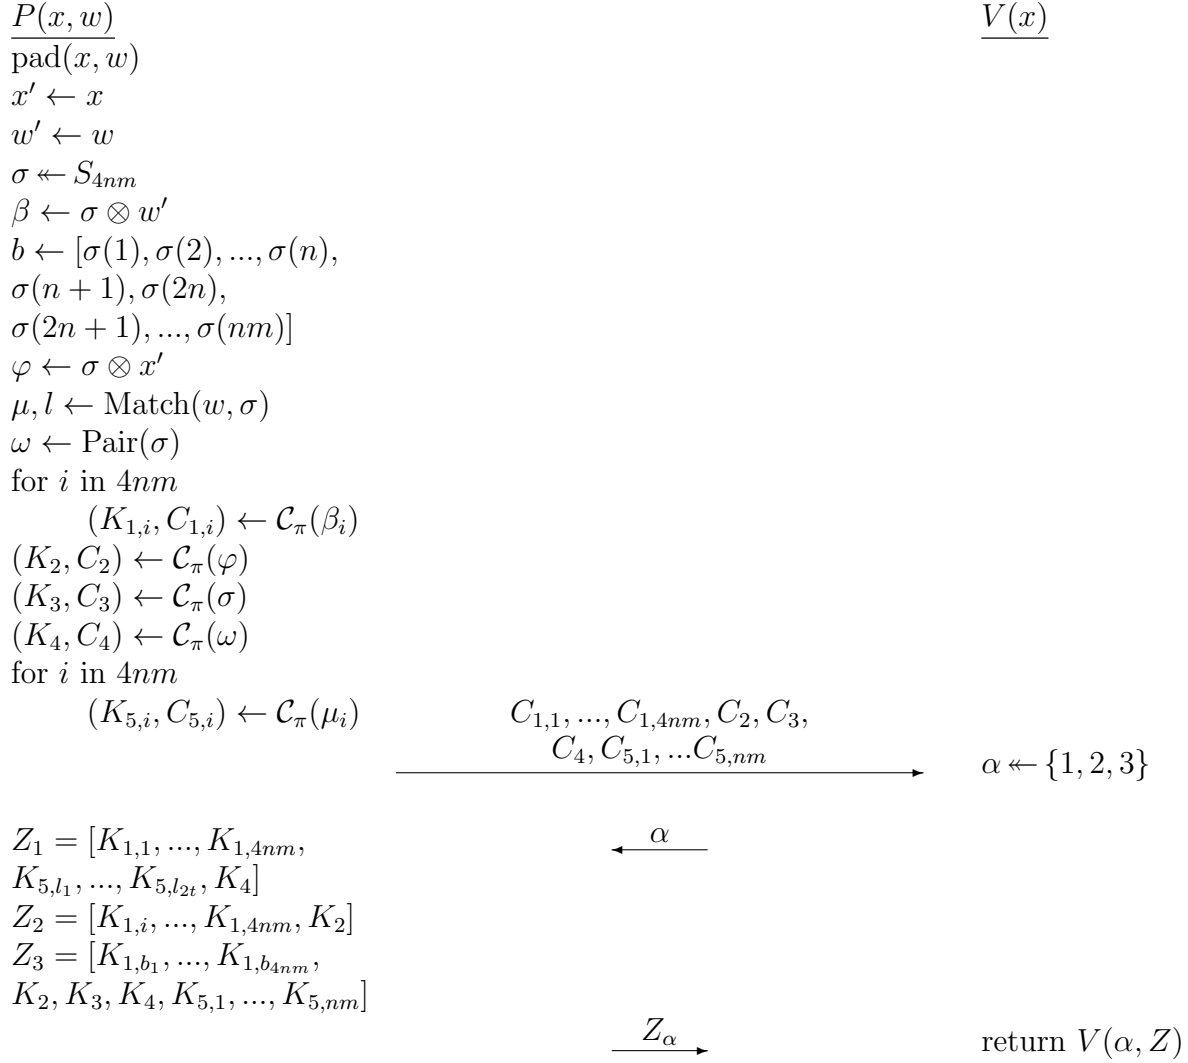 P(x, w) V(x)
pad(x, w)
x′ ← x
w′ ← w
σ ↞ S_{4nm}
β ← σ ⊗ w′
b ← [σ(1), σ(2), ..., σ(n),
σ(n + 1), σ(2n),
σ(2n + 1), ..., σ(nm)]
φ ← σ ⊗ x′
μ, l ← Match(w, σ)
ω ← Pair(σ)
for i in 4nm
(K_{1,i}, C_{1,i}) ← 𝒞_π(β_i)
(K_2, C_2) ← 𝒞_π(φ)
(K_3, C_3) ← 𝒞_π(σ)
(K_4, C_4) ← 𝒞_π(ω)
for i in 4nm
(K_{5,i}, C_{5,i}) ← 𝒞_π(μ_i) C_{1,1}, ..., C_{1,4nm}, C_2, C_3,
C_4, C_{5,1}, ...C_{5,nm}
α ↞ {1, 2, 3}
Z_1 = [K_{1,1}, ..., K_{1,4nm}, α
K_{5,l_1}, ..., K_{5,l_{2t}}, K_4]
Z_2 = [K_{1,i}, ..., K_{1,4nm}, K_2]
Z_3 = [K_{1,b_1}, ..., K_{1,b_{4nm}},
K_2, K_3, K_4, K_{5,1}, ..., K_{5,nm}]
Z_α return V(α, Z)